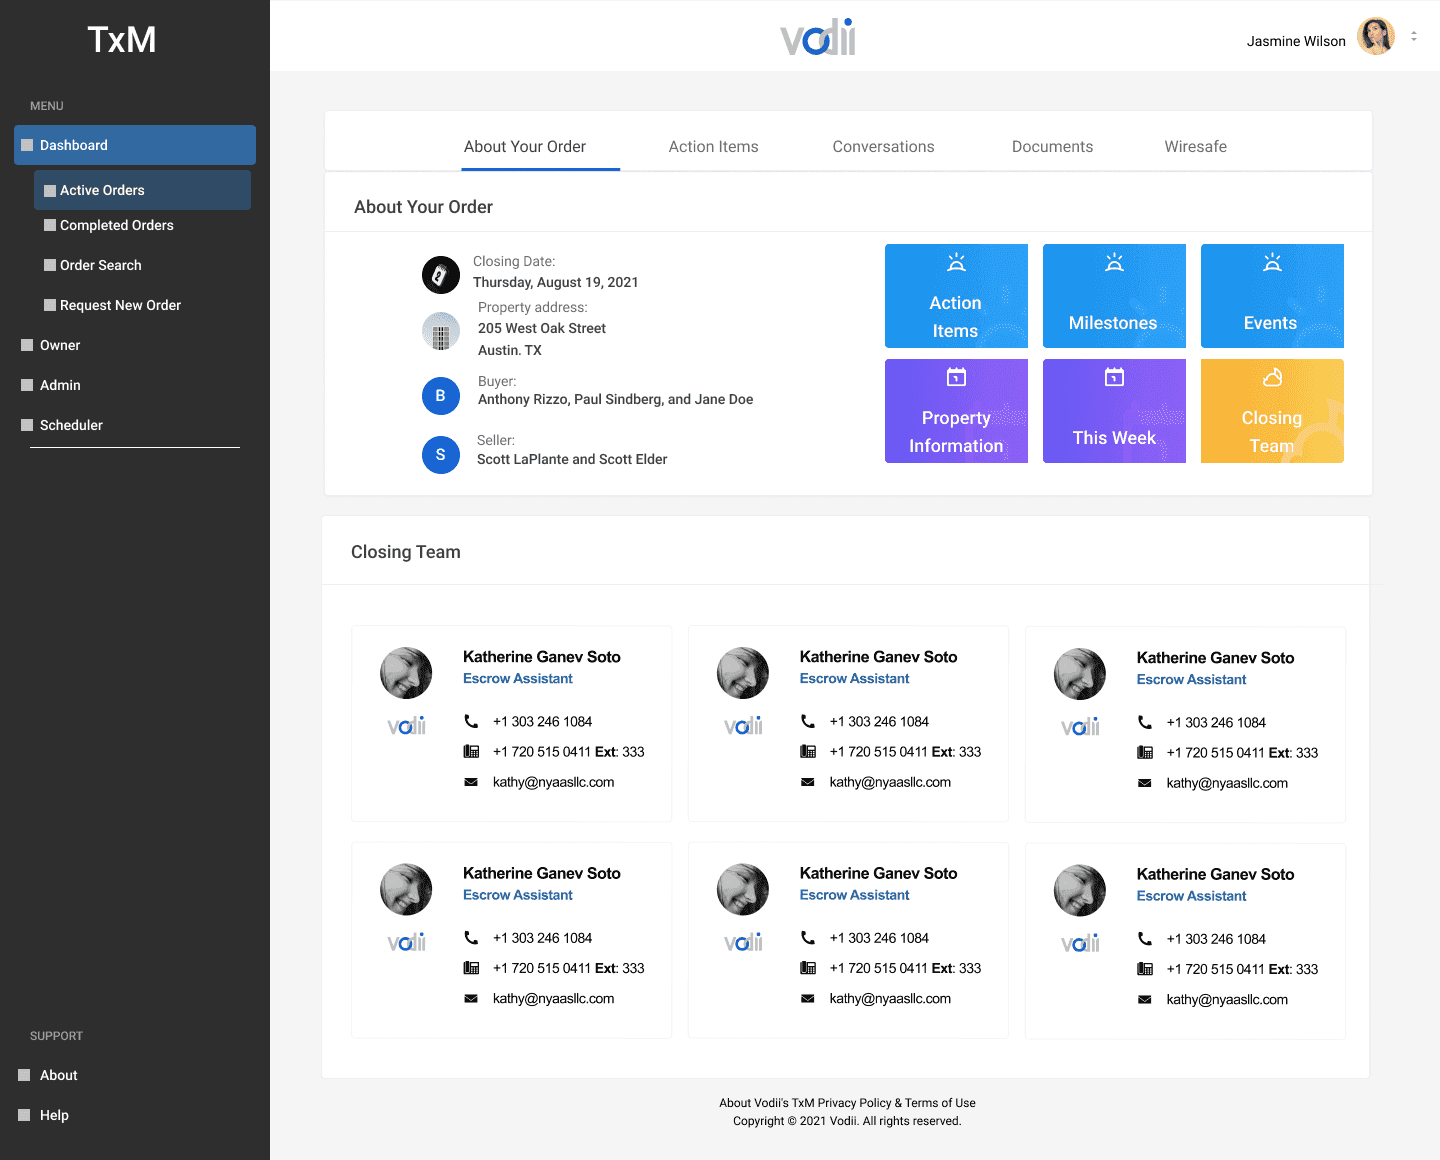 TxM
vodii
Jasmine Wilson
MENU
Dashboard
Active Orders
Completed Orders
Order Search
Request New Order
Owner
Admin
Scheduler
SUPPORT
About
Help
About Your Order
Action Items
Conversations
Documents
Wiresafe
About Your Order
Closing Date:
Thursday, August 19, 2021
Property address:
205 West Oak Street
Austin. TX
B
Buyer:
Anthony Rizzo, Paul Sindberg, and Jane Doe
S
Seller:
Scott LaPlante and Scott Elder
Action
Items
Milestones
Events
Property
Information
This Week
Closing
Team
Closing Team
Katherine Ganev Soto
Escrow Assistant
vodii
+1 303 246 1084
+1 720 515 0411 Ext: 333
kathy@nyaasllc.com
Katherine Ganev Soto
Escrow Assistant
vodii
+1 303 246 1084
+1 720 515 0411 Ext: 333
kathy@nyaasllc.com
Katherine Ganev Soto
Escrow Assistant
vodii
+1 303 246 1084
+1 720 515 0411 Ext: 333
kathy@nyaasllc.com
Katherine Ganev Soto
Escrow Assistant
vodii
+1 303 246 1084
+1 720 515 0411 Ext: 333
kathy@nyaasllc.com
Katherine Ganev Soto
Escrow Assistant
vodii
+1 303 246 1084
+1 720 515 0411 Ext: 333
kathy@nyaasllc.com
Katherine Ganev Soto
Escrow Assistant
vodii
+1 303 246 1084
+1 720 515 0411 Ext: 333
kathy@nyaasllc.com
About Vodii's TxM Privacy Policy & Terms of Use
Copyright © 2021 Vodii. All rights reserved.